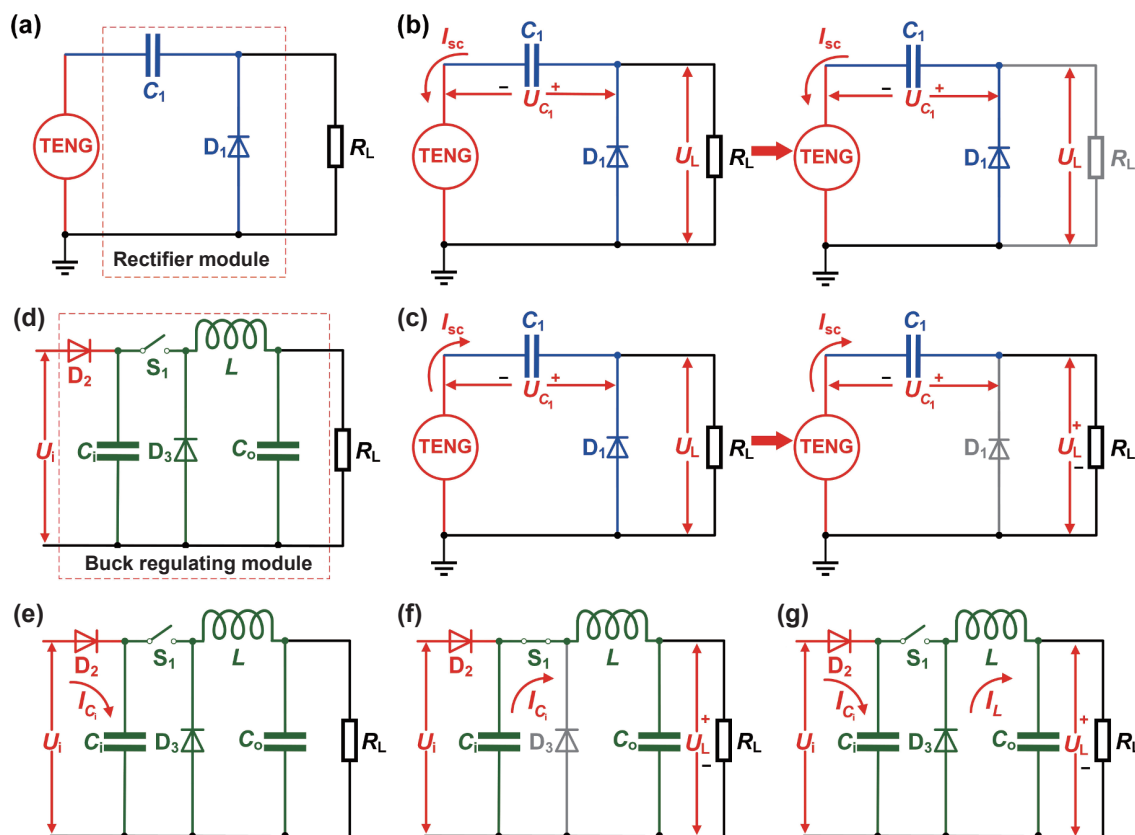 (a)
C1
TENG
D1
RL
Rectifier module
(b)
Isc
C1
− UC1 +
TENG
D1
UL
RL
Isc
C1
− UC1 +
TENG
D1
UL
RL
(d)
D2
S1
L
Ui
Ci
D3
Co
RL
Buck regulating module
(c)
Isc
C1
− UC1 +
TENG
D1
UL
RL
Isc
C1
− UC1 +
TENG
D1
+
UL
−
RL
(e)
D2
S1
L
ICi
Ui
Ci
D3
Co
RL
(f)
D2
S1
L
ICi
Ui
Ci
D3
Co
+
UL
−
RL
(g)
D2
S1
L
ICi
IL
Ui
Ci
D3
Co
+
UL
−
RL